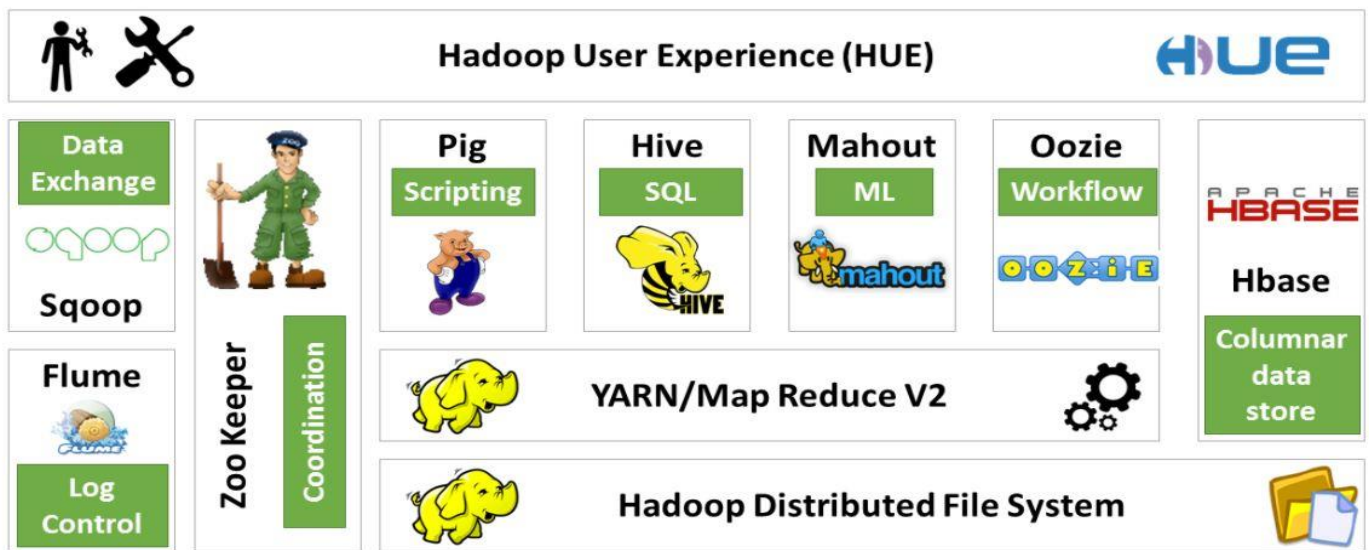 Hadoop User Experience (HUE)
HUE
Data
Exchange
sqoop
Sqoop
Flume
FLUME
Log
Control
ZOO
Zoo Keeper
Coordination
Pig
Scripting
Hive
SQL
HIVE
Mahout
ML
mahout
Oozie
Workflow
OOZiE
APACHE
HBASE
Hbase
Columnar
data
store
YARN/Map Reduce V2
Hadoop Distributed File System